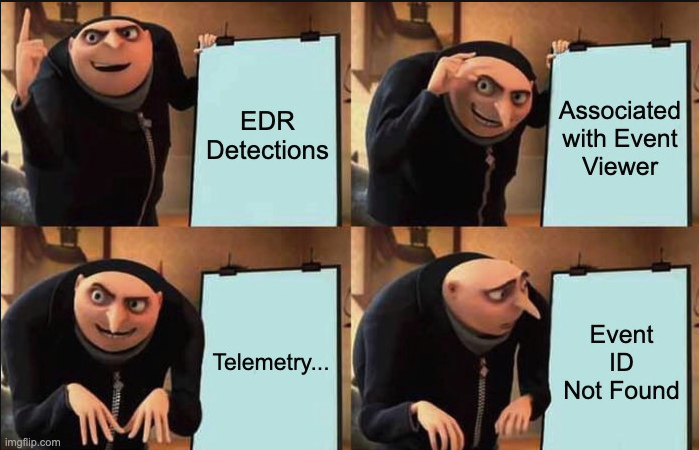 EDR
Detections
Associated
with Event
Viewer
Telemetry...
Event
ID
Not Found
imgflip.com